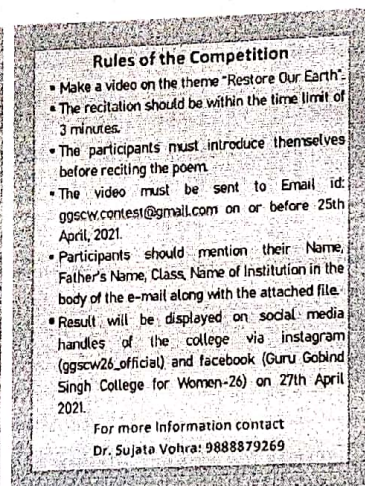 Rules of the Competition
▪ Make a video on the theme "Restore Our Earth".
▪ The recitation should be within the time limit of
3 minutes.
▪ The participants must introduce themselves
before reciting the poem.
▪ The video must be sent to Email id:
ggscw.contest@gmail.com on or before 25th
April, 2021.
▪ Participants should mention their Name,
Father's Name, Class, Name of Institution in the
body of the e-mail along with the attached file.
▪ Result will be displayed on social media
handles of the college via instagram
(ggscw26_official) and facebook (Guru Gobind
Singh College for Women-26) on 27th April
2021.
For more Information contact
Dr. Sujata Vohra: 9888879269